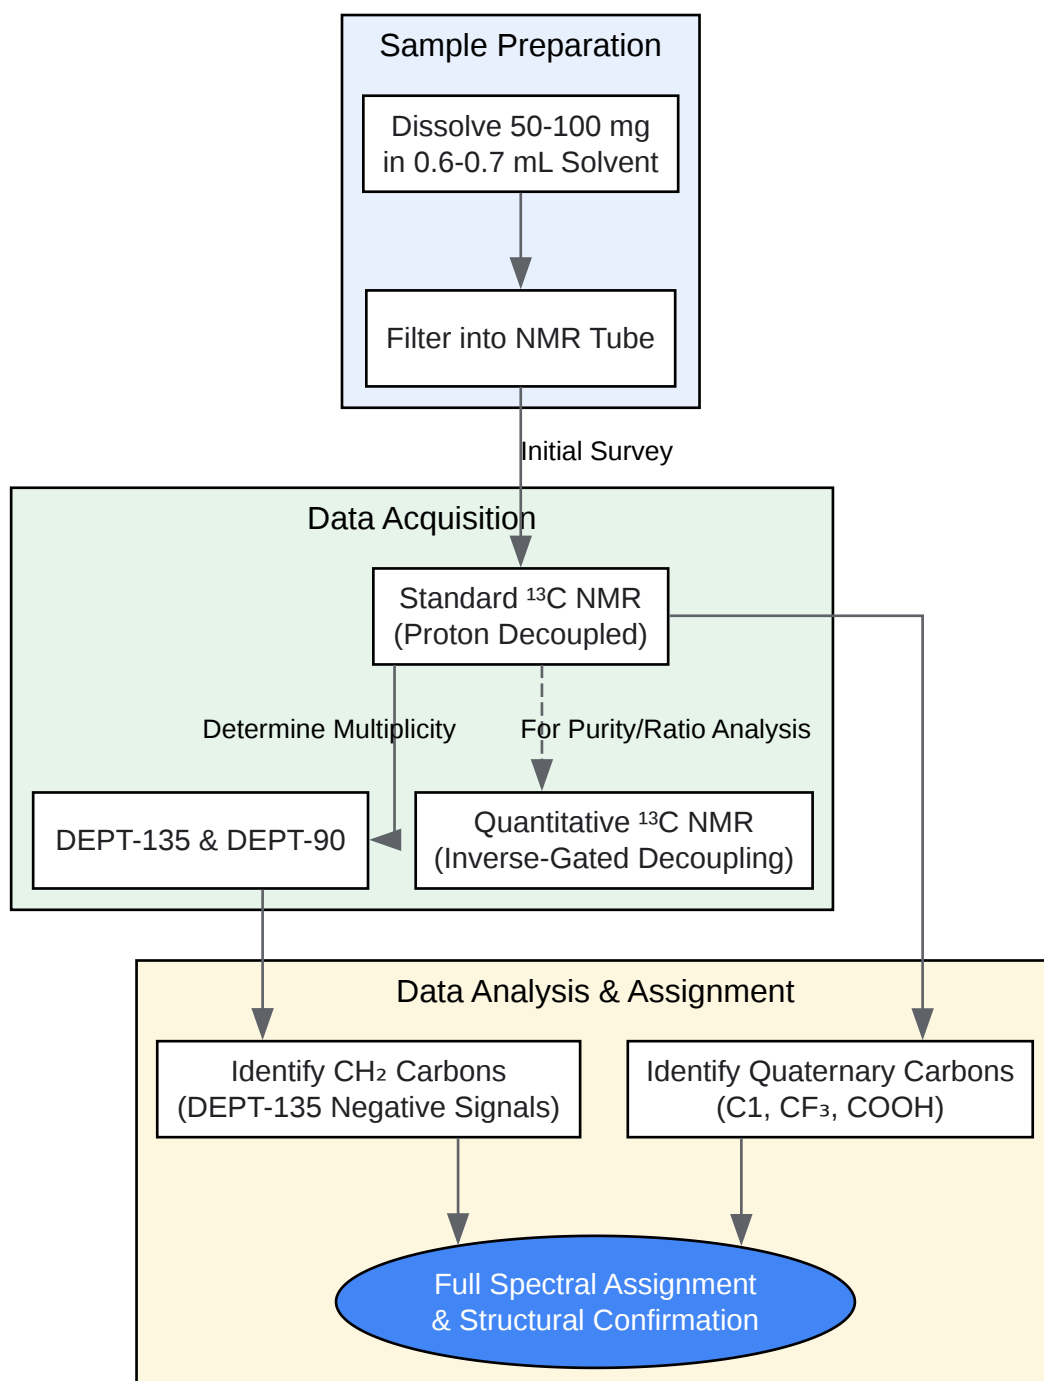 Sample Preparation
Dissolve 50-100 mg
in 0.6-0.7 mL Solvent
Filter into NMR Tube
Initial Survey
Data Acquisition
Standard ¹³C NMR
(Proton Decoupled)
Determine Multiplicity
For Purity/Ratio Analysis
DEPT-135 & DEPT-90
Quantitative ¹³C NMR
(Inverse-Gated Decoupling)
Data Analysis & Assignment
Identify CH₂ Carbons
(DEPT-135 Negative Signals)
Identify Quaternary Carbons
(C1, CF₃, COOH)
Full Spectral Assignment
& Structural Confirmation